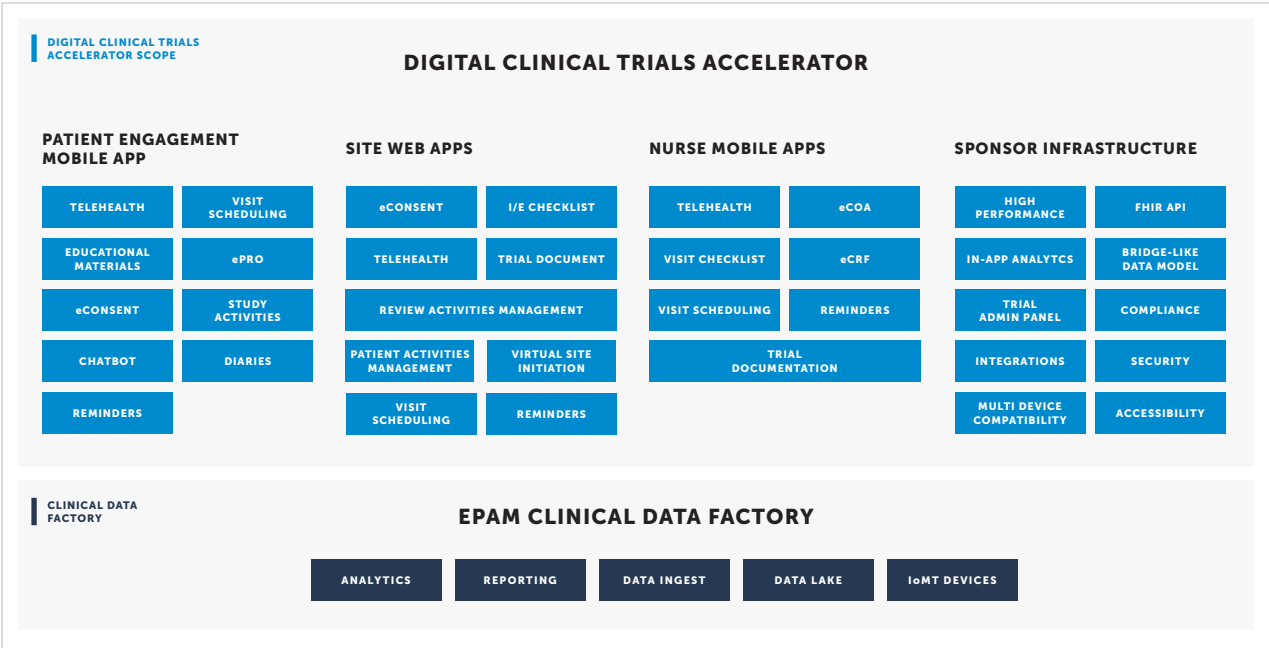 DIGITAL CLINICAL TRIALS
ACCELERATOR SCOPE
DIGITAL CLINICAL TRIALS ACCELERATOR
PATIENT ENGAGEMENT
MOBILE APP
TELEHEALTH
VISIT
SCHEDULING
EDUCATIONAL
MATERIALS
ePRO
eCONSENT
STUDY
ACTIVITIES
CHATBOT
DIARIES
REMINDERS
SITE WEB APPS
eCONSENT
I/E CHECKLIST
TELEHEALTH
TRIAL DOCUMENT
REVIEW ACTIVITIES MANAGEMENT
PATIENT ACTIVITIES
MANAGEMENT
VIRTUAL SITE
INITIATION
VISIT
SCHEDULING
REMINDERS
NURSE MOBILE APPS
TELEHEALTH
eCOA
VISIT CHECKLIST
eCRF
VISIT SCHEDULING
REMINDERS
TRIAL
DOCUMENTATION
SPONSOR INFRASTRUCTURE
HIGH
PERFORMANCE
FHIR API
IN-APP ANALYTCS
BRIDGE-LIKE
DATA MODEL
TRIAL
ADMIN PANEL
COMPLIANCE
INTEGRATIONS
SECURITY
MULTI DEVICE
COMPATIBILITY
ACCESSIBILITY
CLINICAL DATA
FACTORY
EPAM CLINICAL DATA FACTORY
ANALYTICS
REPORTING
DATA INGEST
DATA LAKE
IoMT DEVICES